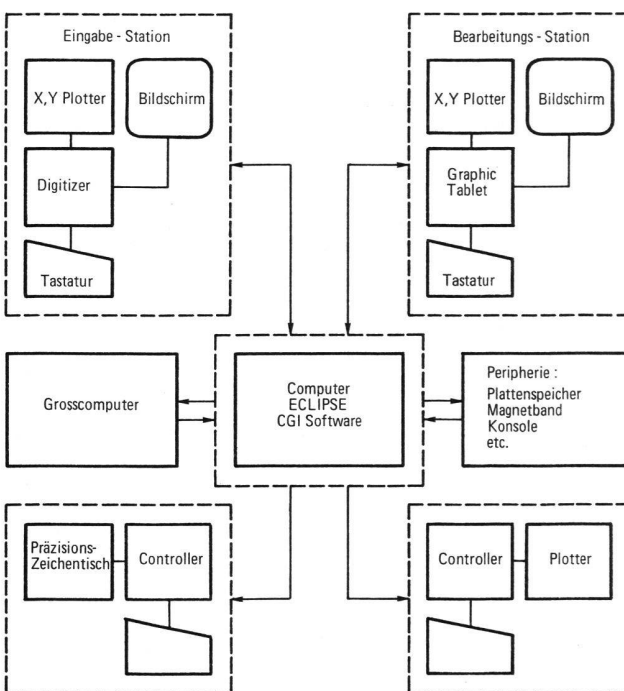 Eingabe - Station
X,Y Plotter
Bildschirm
Digitizer
Tastatur
Bearbeitungs - Station
X,Y Plotter
Bildschirm
Graphic
Tablet
Tastatur
Grosscomputer
Computer
ECLIPSE
CGI Software
Peripherie :
Plattenspeicher
Magnetband
Konsole
etc.
Präzisions-
Zeichentisch
Controller
Controller
Plotter